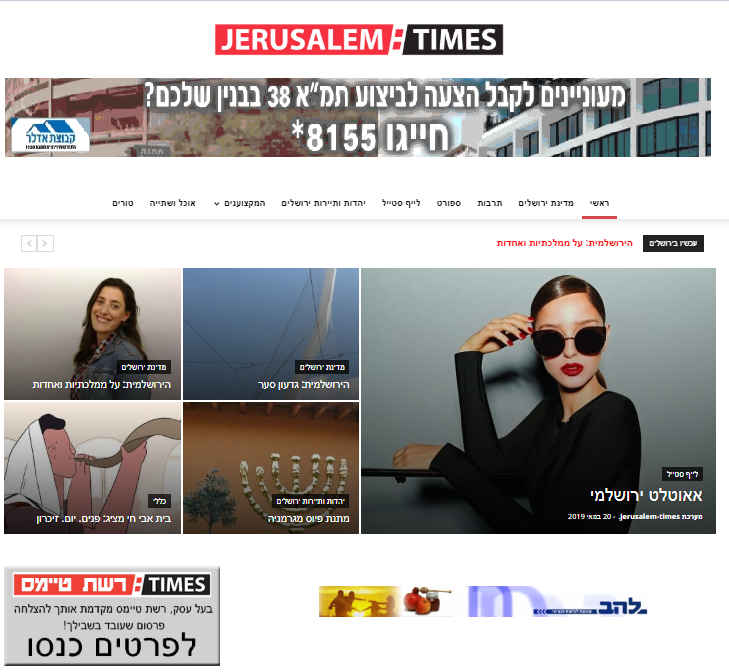 JERUSALEM:TIMES
מעוניינים לקבל הצעה לביצוע תמ"א 38 בבנין שלכם?
חייגו 8155*
קבוצת אדלר
ראשי
מדינת ירושלים
תרבות
ספורט
לייף סטייל
יהדות ותיירות ירושלים
המקצוענים
אוכל ושתייה
טורים
עכשיו בירושלים
הירושלמית: על ממלכתיות ואחדות
לייף סטייל
אאוטלט ירושלמי
מערכת jerusalem-times. - 20 במאי 2019
מדינת ירושלים
הירושלמית: גדעון סער
מדינת ירושלים
הירושלמית: על ממלכתיות ואחדות
יהדות ותיירות ירושלים
מתנת פיוס מגרמניה
כללי
בית אבי חי מציג: פנים. יום. זיכרון
להב
רשת טיימס:TIMES
בעל עסק, רשת טיימס מקדמת אותך להצלחה
פרסום שעובד בשבילך!
לפרטים כנסו